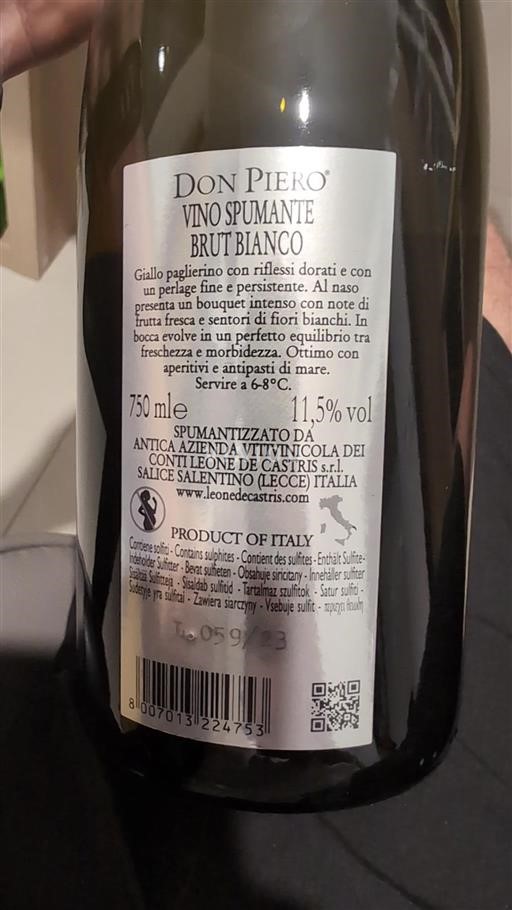 DON PIERO®
VINO SPUMANTE
BRUT BIANCO
Giallo paglierino con riflessi dorati e con
un perlage fine e persistente. Al naso
presenta un bouquet intenso con note di
frutta fresca e sentori di fiori bianchi. In
bocca evolve in un perfetto equilibrio tra
freschezza e morbidezza. Ottimo con
aperitivi e antipasti di mare.
Servire a 6-8°C.
750 ml e 11,5% vol
SPUMANTIZZATO DA
ANTICA AZIENDA VITIVINICOLA DEI
CONTI LEONE DE CASTRIS s.r.l.
SALICE SALENTINO (LECCE) ITALIA
www.leonedecastris.com
PRODUCT OF ITALY
Contiene solfiti - Contains sulphites - Contient des sulfites - Enthält Sulfite -
Indeholder Sulfitter - Bevat sulfieten - Obsahuje siricitany - Innehåller sulfiter
Sisältää Sulfiitteja - Sisaldab sulfitid - Tartalmaz szulfitok - Satur sulfiti -
Sudėtyje yra sulfitai - Zawiera siarczyny - Vsebuje sulfit -
059/23
8 007013 224753